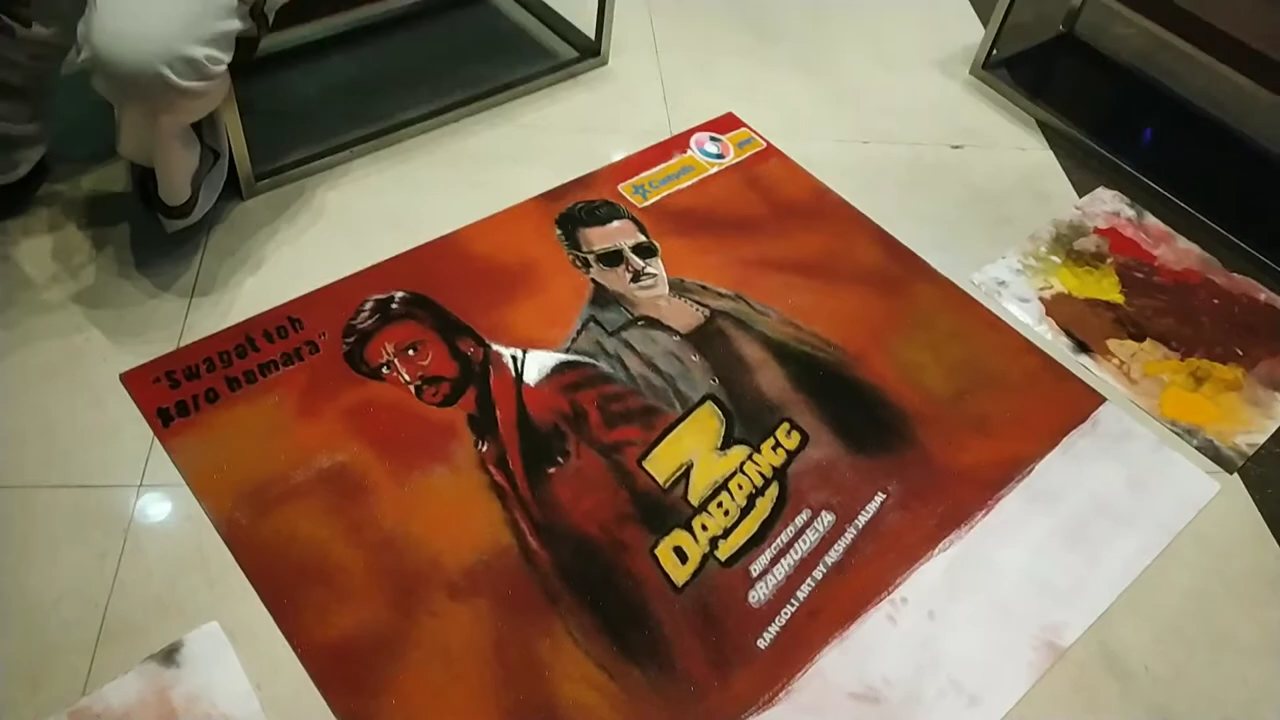 "Swagat toh
karo hamara"
3
DABANGG
DIRECTED BY
PRABHUDEVA
RANGOLI ART BY AKSHAY JALIHAL